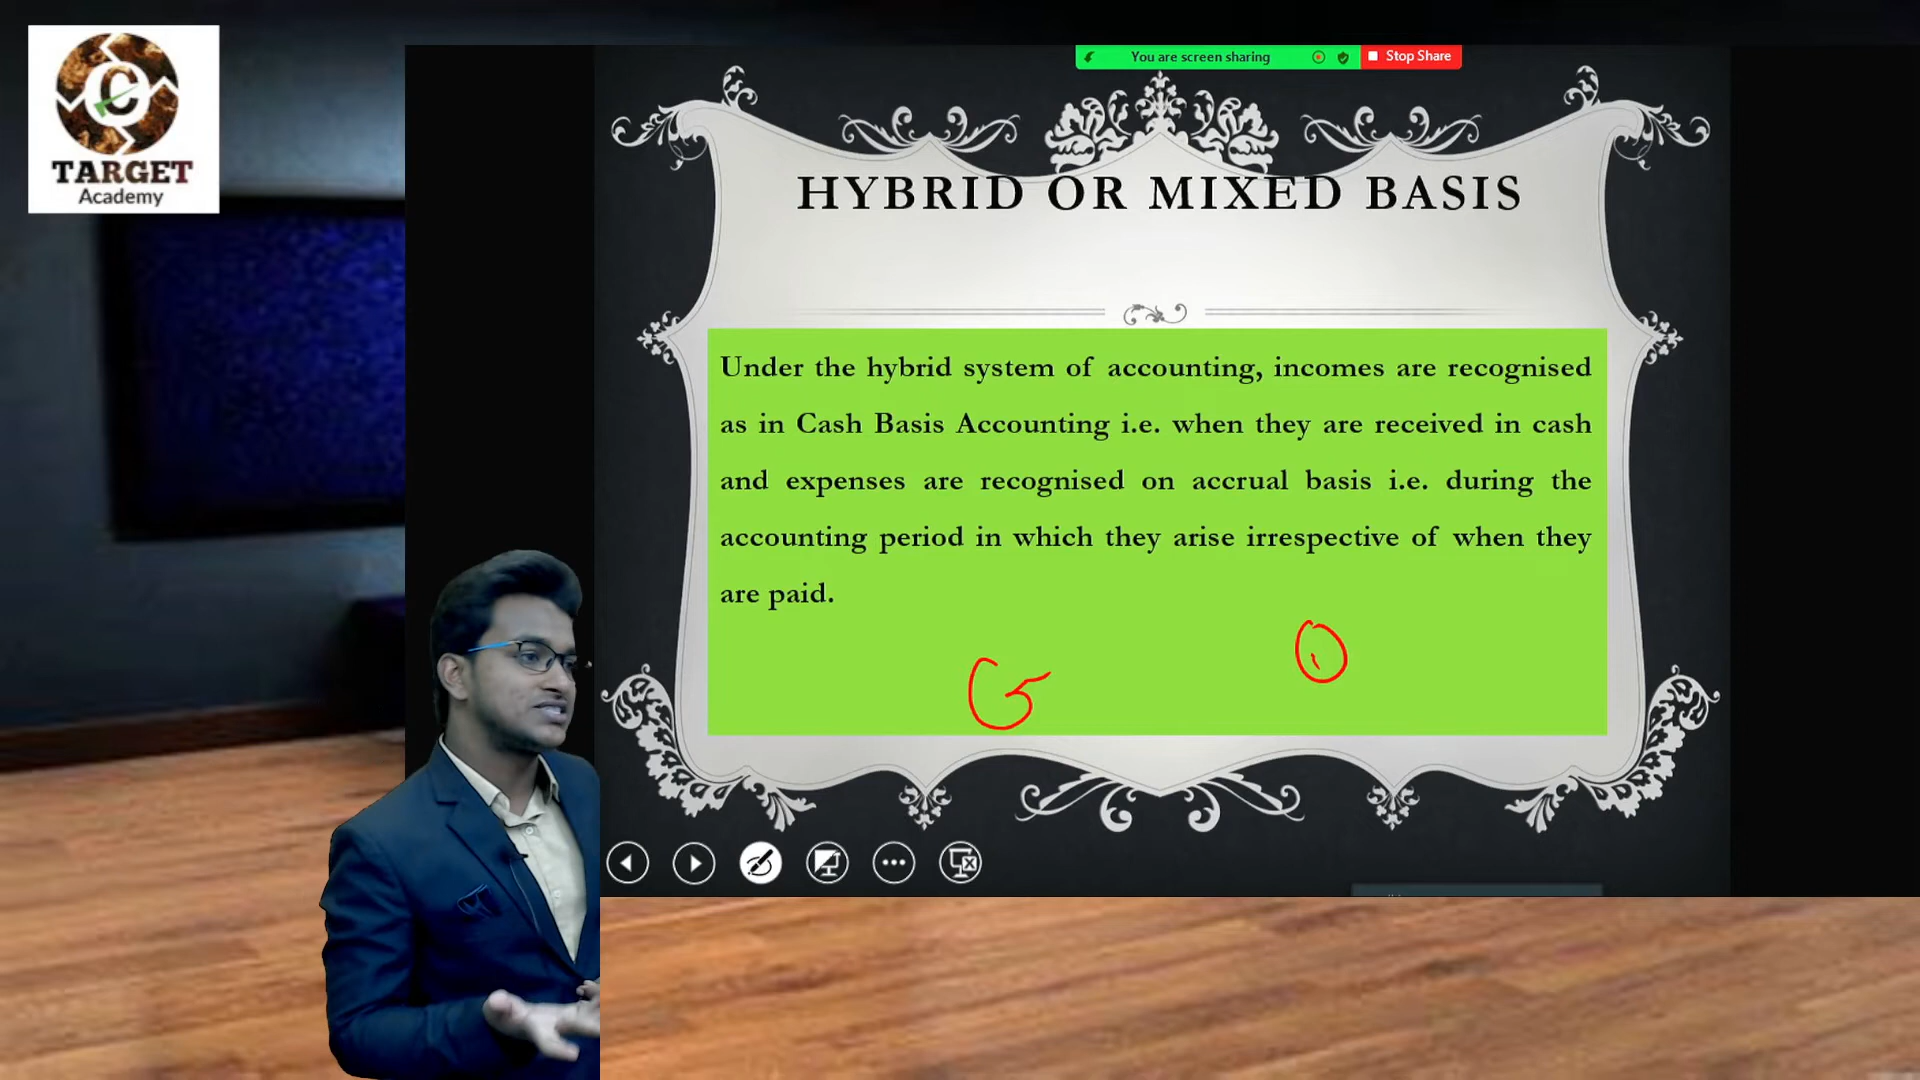 TARGET
Academy
You are screen sharing
Stop Share
HYBRID OR MIXED BASIS
Under the hybrid system of accounting, incomes are recognised
as in Cash Basis Accounting i.e. when they are received in cash
and expenses are recognised on accrual basis i.e. during the
accounting period in which they arise irrespective of when they
are paid.